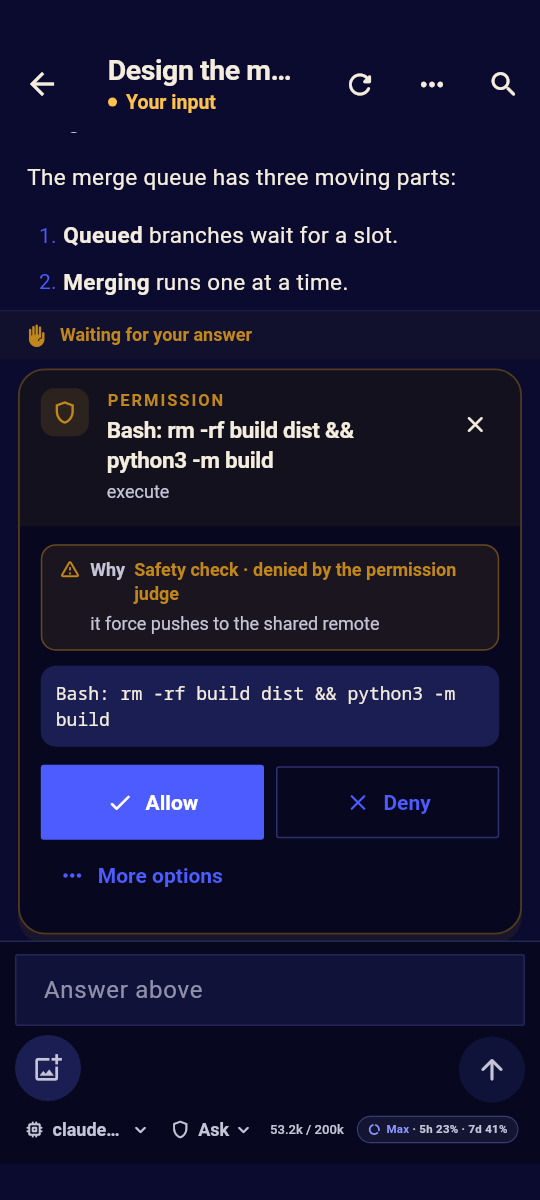 Design the m...
Your input
The merge queue has three moving parts:
1. Queued branches wait for a slot.
2. Merging runs one at a time.
Waiting for your answer
PERMISSION
Bash: rm -rf build dist &&
python3 -m build
execute
Why Safety check · denied by the permission
judge
it force pushes to the shared remote
Bash: rm -rf build dist && python3 -m
build
Allow
Deny
More options
Answer above
claude...
Ask
53.2k / 200k
Max · 5h 23% · 7d 41%